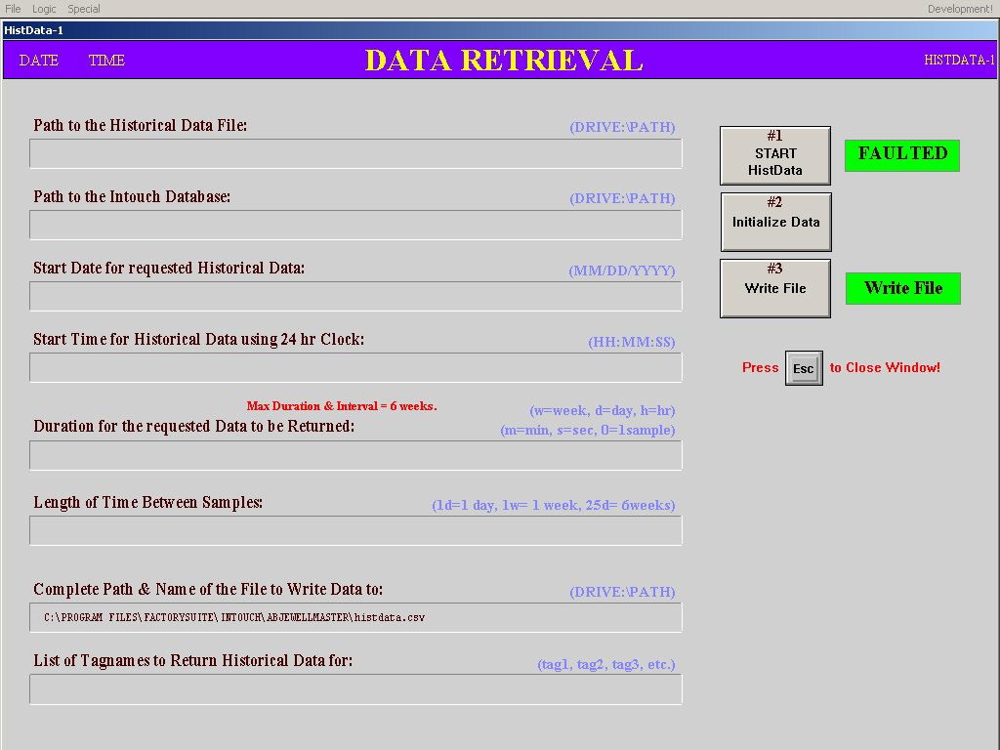 File Logic Special Development!
HistData-1
DATE TIME DATA RETRIEVAL HISTDATA-1
Path to the Historical Data File: (DRIVE:\PATH)
#1
START
HistData
FAULTED
Path to the Intouch Database: (DRIVE:\PATH)
#2
Initialize Data
Start Date for requested Historical Data: (MM/DD/YYYY)
#3
Write File
Write File
Start Time for Historical Data using 24 hr Clock: (HH:MM:SS)
Press Esc to Close Window!
Max Duration & Interval = 6 weeks.
(w=week, d=day, h=hr)
Duration for the requested Data to be Returned: (m=min, s=sec, 0=1sample)
Length of Time Between Samples: (1d=1 day, 1w= 1 week, 25d= 6weeks)
Complete Path & Name of the File to Write Data to: (DRIVE:\PATH)
C:\PROGRAM FILES\FACTORYSUITE\INTOUCH\ABJEWELLMASTER\histdata.csv
List of Tagnames to Return Historical Data for: (tag1, tag2, tag3, etc.)